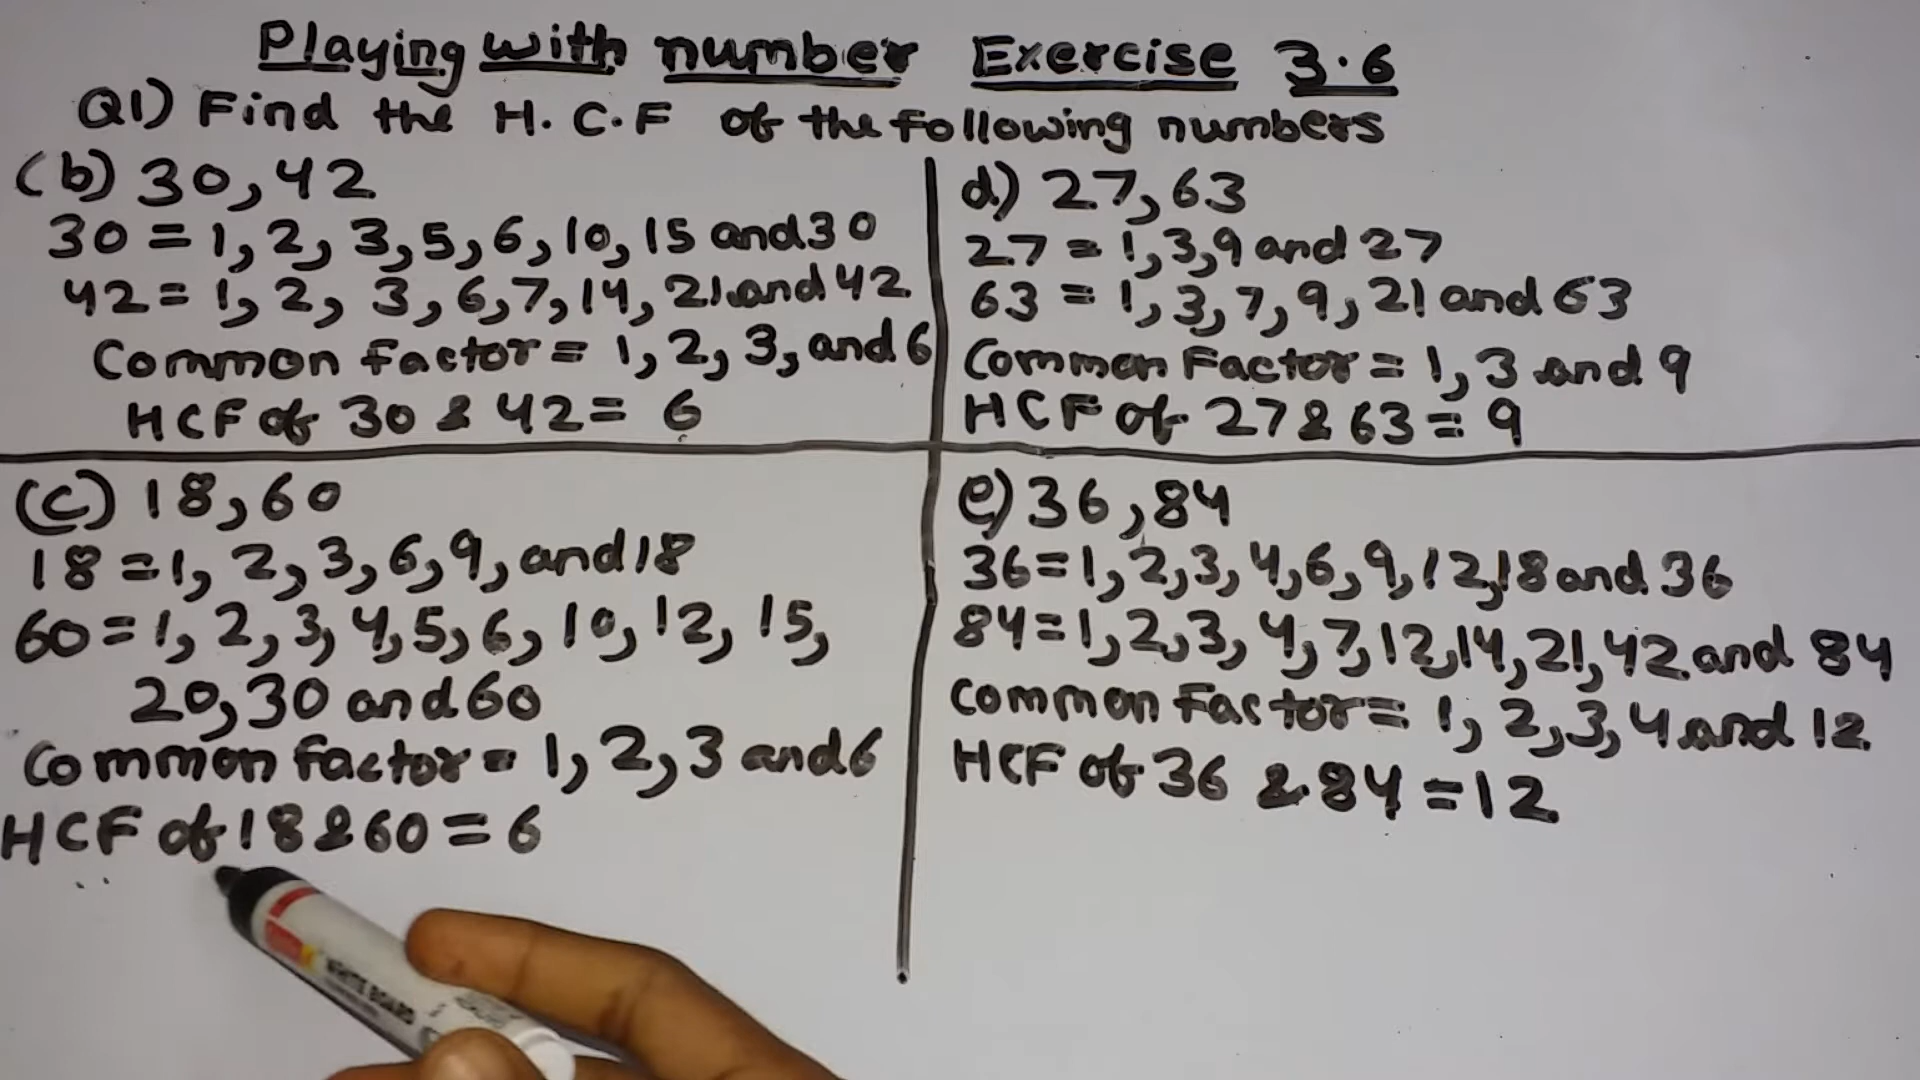 Playing with number Exercise 3.6
Q1) Find the H.C.F of the following numbers
(b) 30, 42
30 = 1, 2, 3, 5, 6, 10, 15 and 30
42 = 1, 2, 3, 6, 7, 14, 21 and 42
Common factor = 1, 2, 3, and 6
HCF of 30 & 42 = 6
(c) 18, 60
18 = 1, 2, 3, 6, 9, and 18
60 = 1, 2, 3, 4, 5, 6, 10, 12, 15,
20, 30 and 60
Common factor = 1, 2, 3 and 6
HCF of 18 & 60 = 6
d) 27, 63
27 = 1, 3, 9 and 27
63 = 1, 3, 7, 9, 21 and 63
Common Factor = 1, 3 and 9
HCF of 27 & 63 = 9
e) 36, 84
36 = 1, 2, 3, 4, 6, 9, 12, 18 and 36
84 = 1, 2, 3, 4, 7, 12, 14, 21, 42 and 84
Common Factor = 1, 2, 3, 4 and 12
HCF of 36 & 84 = 12
WHITE BOARD